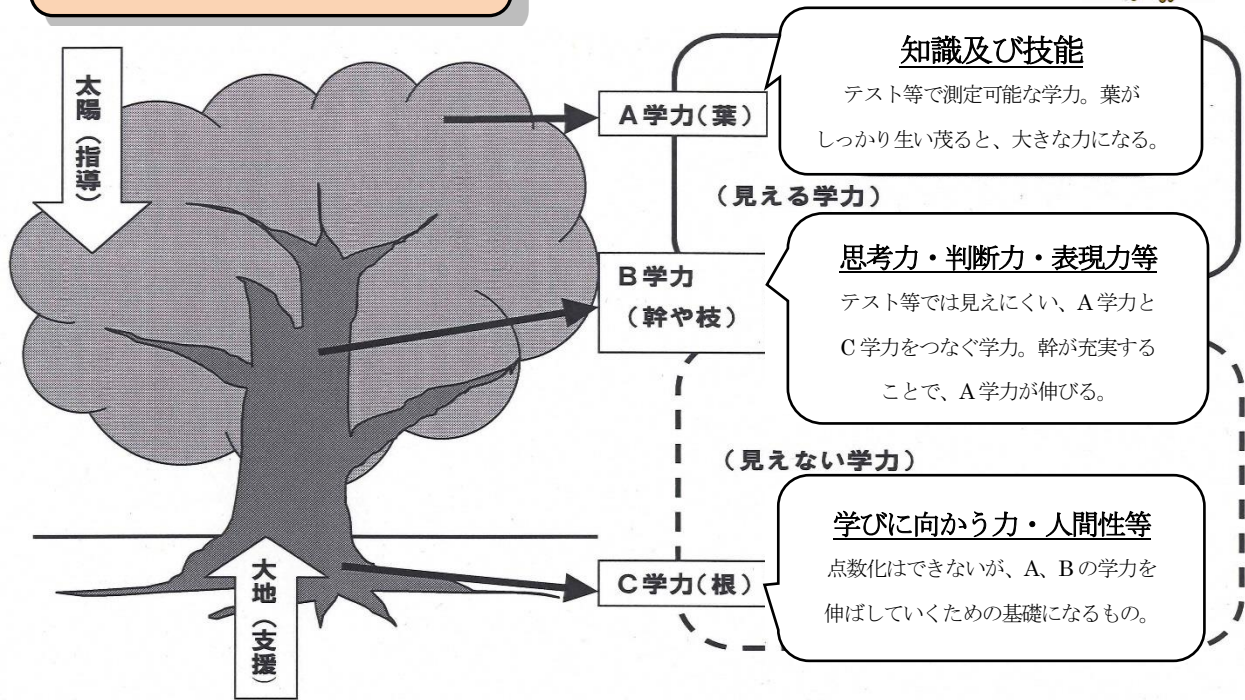 太陽（指導）
A学力（葉）
知識及び技能
テスト等で測定可能な学力。葉が
しっかり生い茂ると、大きな力になる。
（見える学力）
B学力
（幹や枝）
思考力・判断力・表現力等
テスト等では見えにくい、A学力と
C学力をつなぐ学力。幹が充実する
ことで、A学力が伸びる。
（見えない学力）
C学力（根）
学びに向かう力・人間性等
点数化はできないが、A、Bの学力を
伸ばしていくための基礎になるもの。
大地（支援）